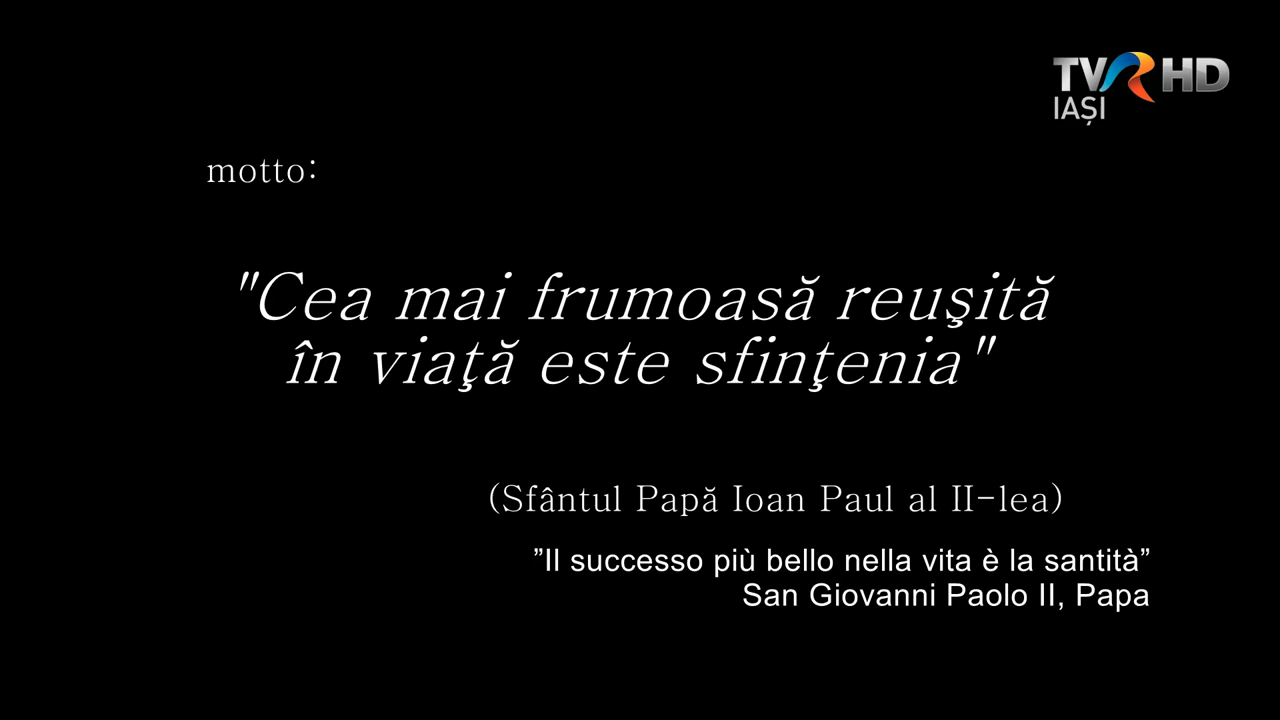 TVR HD
IAȘI
motto:
"Cea mai frumoasă reuşită
în viaţă este sfinţenia"
(Sfântul Papă Ioan Paul al II-lea)
”Il successo più bello nella vita è la santità”
San Giovanni Paolo II, Papa